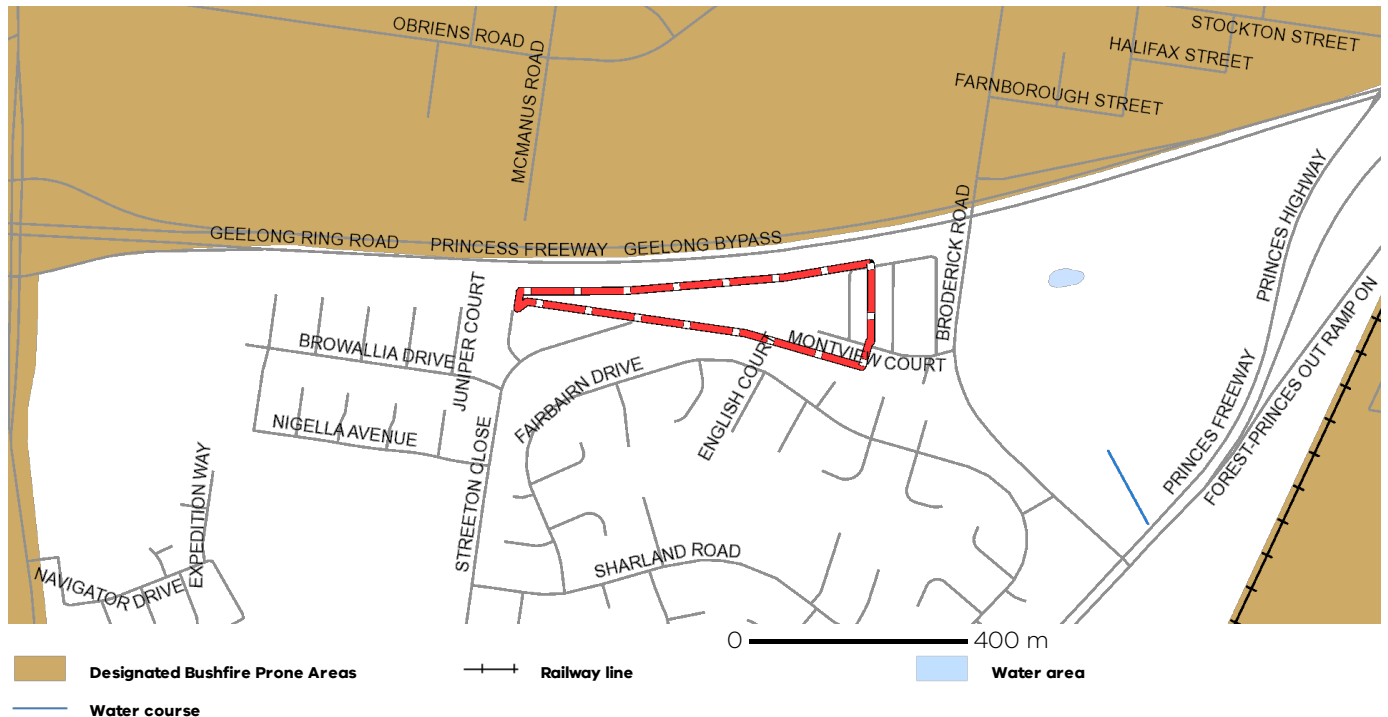 OBRIENS ROAD
STOCKTON STREET
HALIFAX STREET
FARNBOROUGH STREET
MCMANUS ROAD
PRINCES HIGHWAY
BRODERICK ROAD
GEELONG RING ROAD
PRINCESS FREEWAY
GEELONG BYPASS
JUNIPER COURT
BROWALLIA DRIVE
MONTVIEW COURT
FAIRBAIRN DRIVE
ENGLISH COURT
NIGELLA AVENUE
STREETON CLOSE
PRINCES FREEWAY
FOREST-PRINCES OUT RAMP ON
EXPEDITION WAY
NAVIGATOR DRIVE
SHARLAND ROAD
0 400 m
Designated Bushfire Prone Areas
Railway line
Water area
Water course